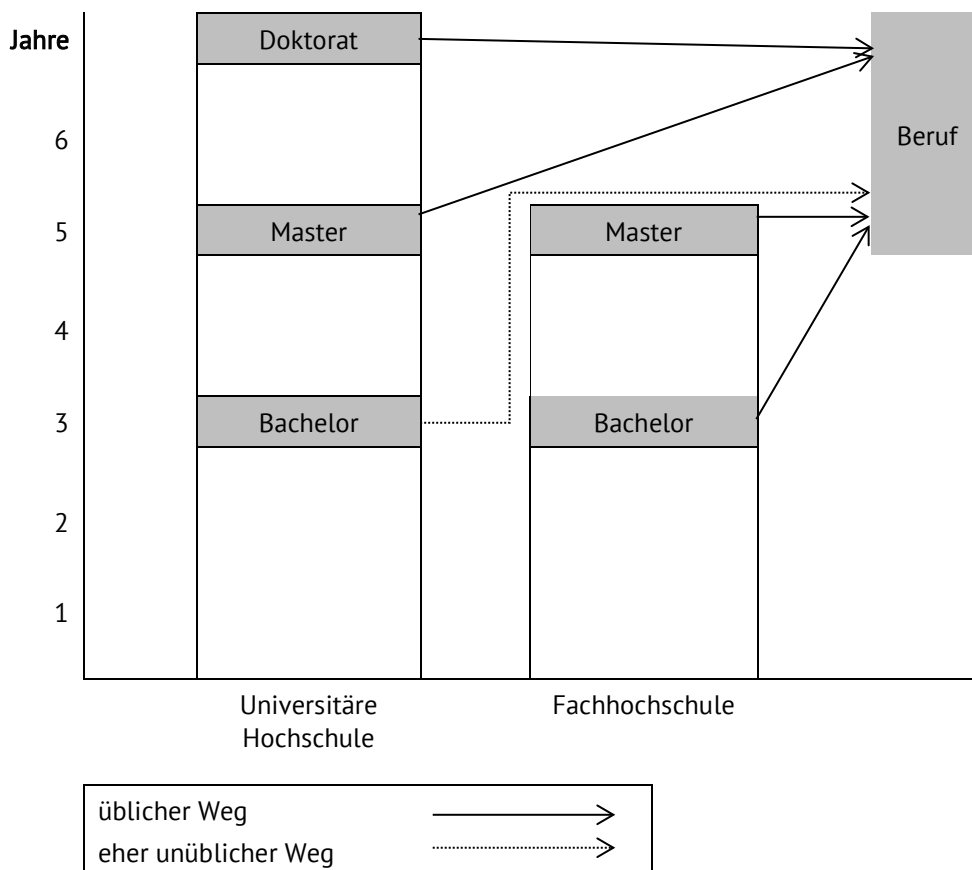 Jahre
Doktorat
6
Beruf
5
Master
Master
4
3
Bachelor
Bachelor
2
1
Universitäre
Hochschule
Fachhochschule
üblicher Weg
eher unüblicher Weg